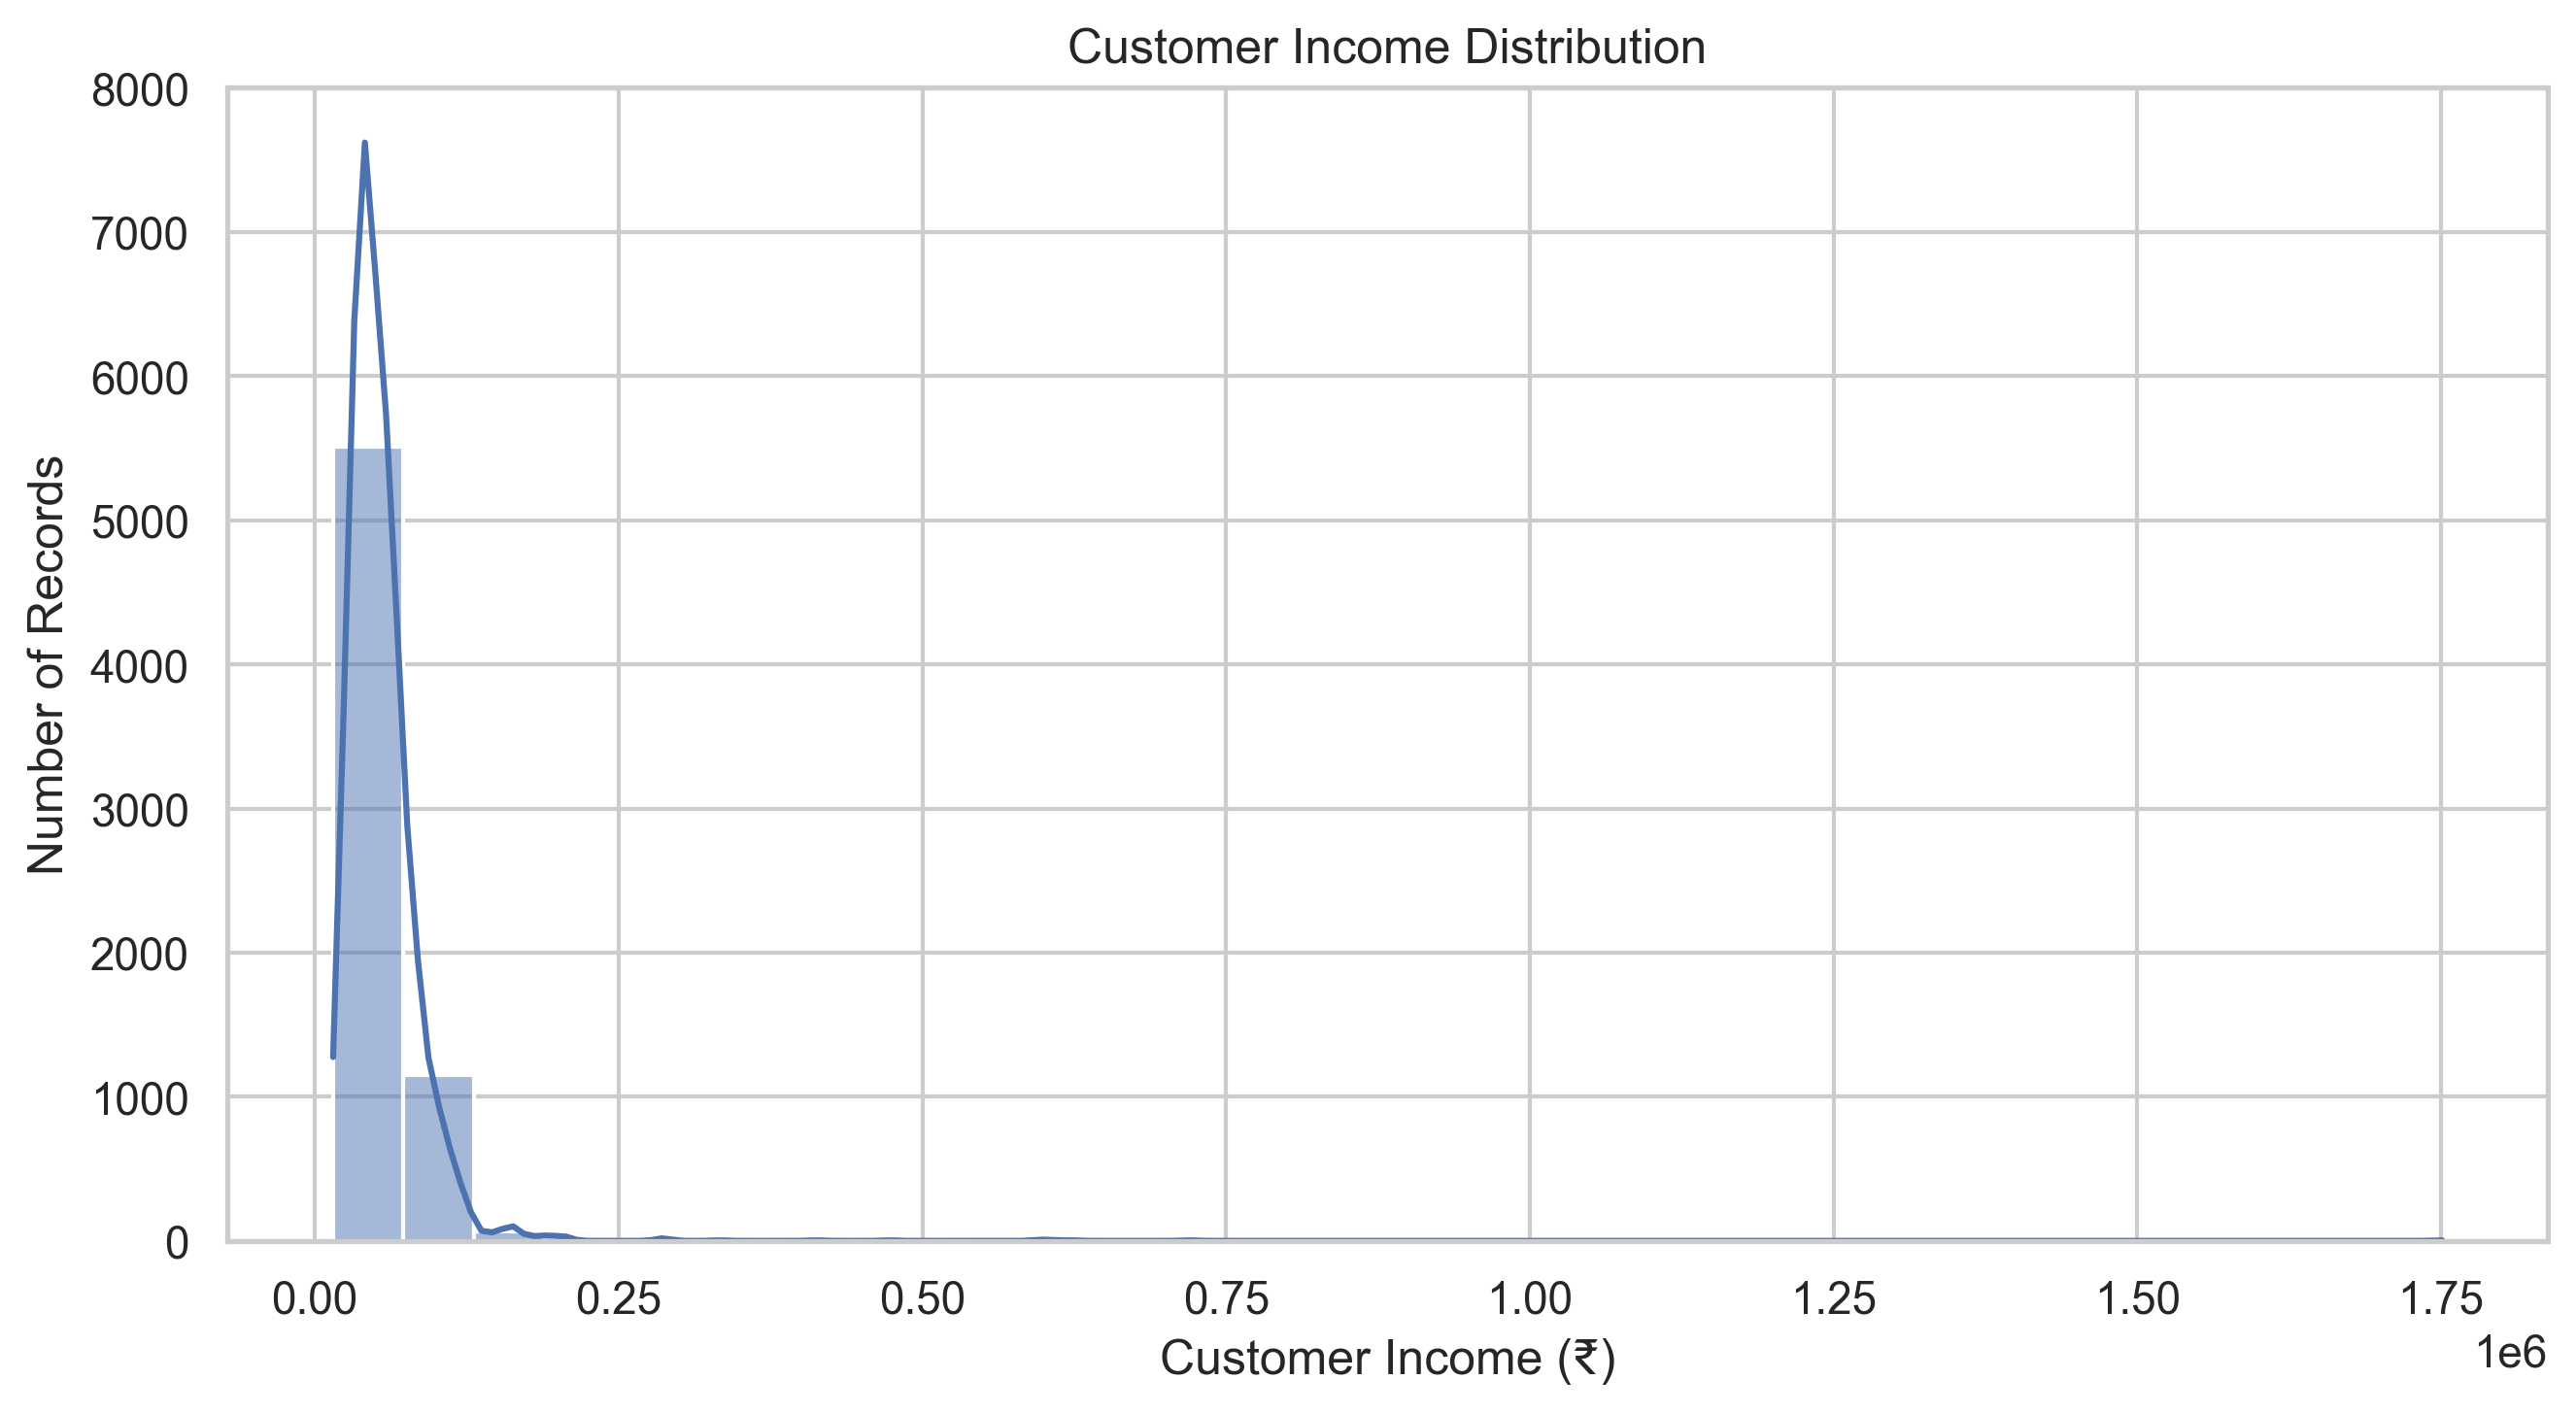 Customer Income Distribution
8000
7000
6000
5000
4000
3000
2000
1000
0
Number of Records
0.00 0.25 0.50 0.75 1.00 1.25 1.50 1.75
1e6
Customer Income (₹)